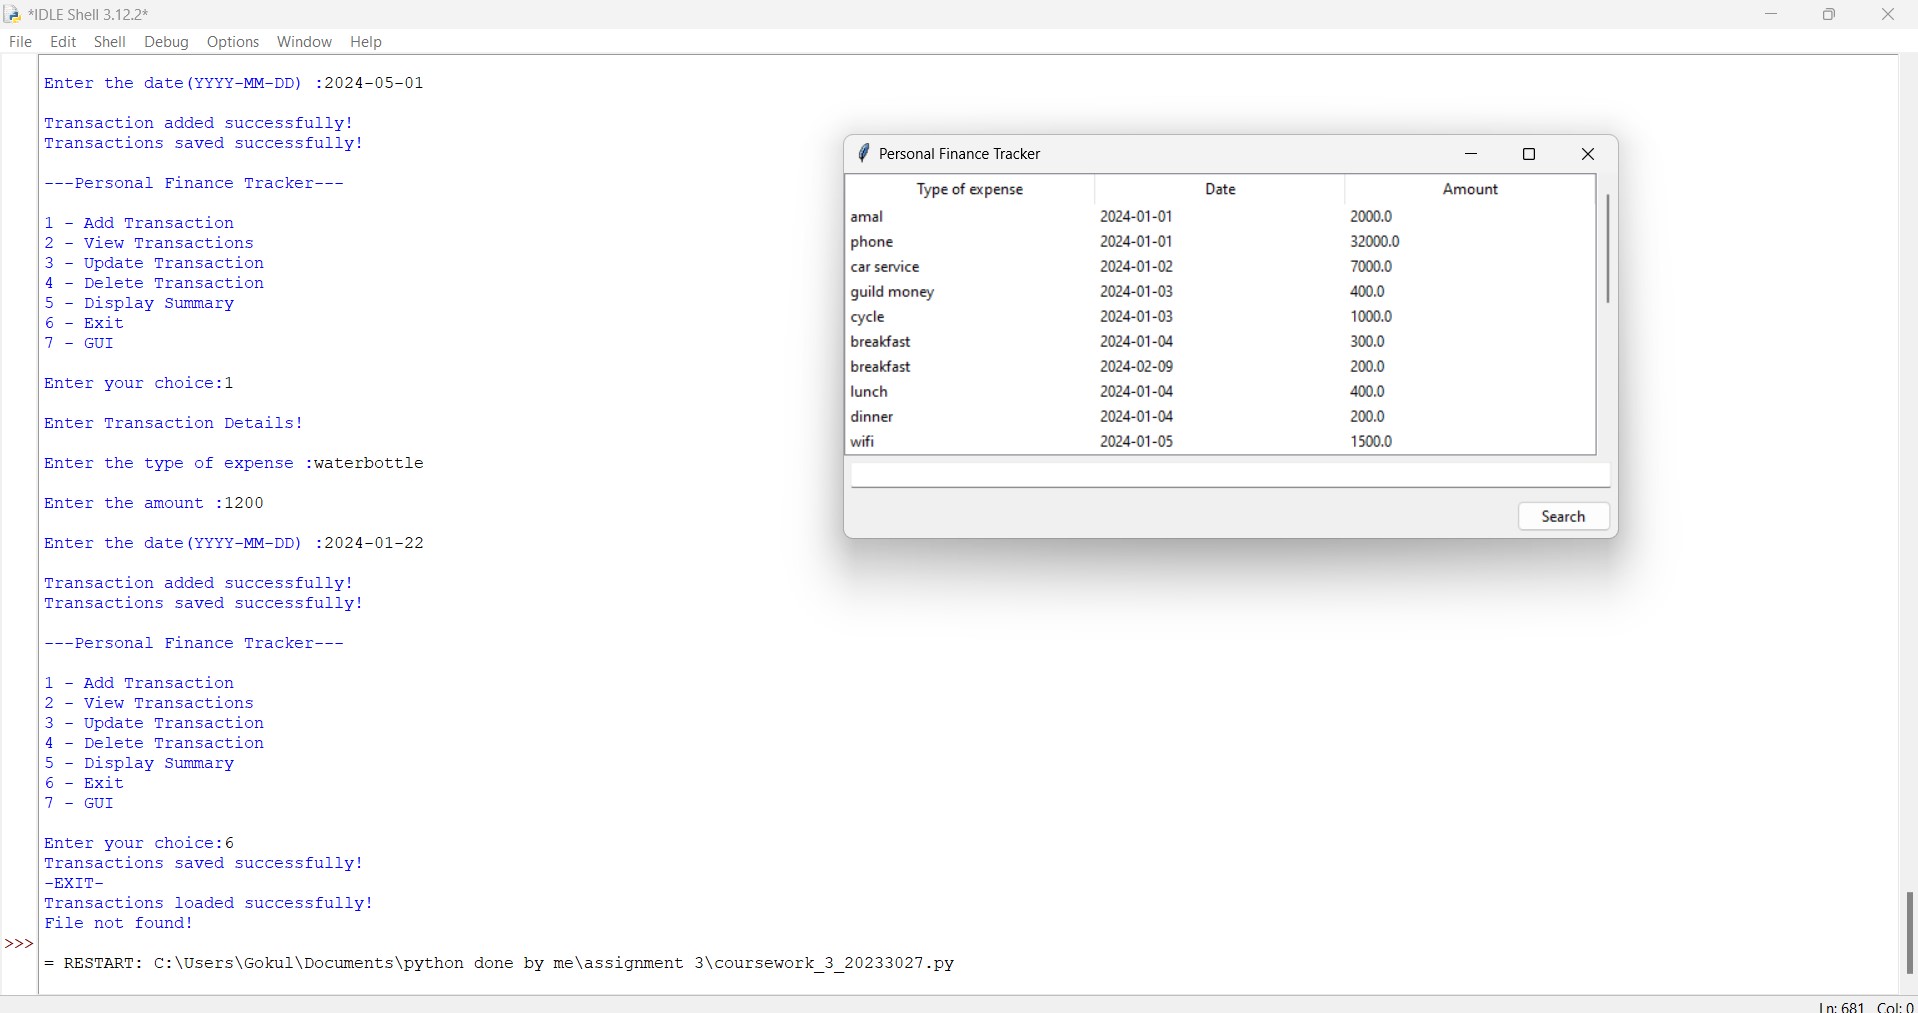 *IDLE Shell 3.12.2*
File Edit Shell Debug Options Window Help
Enter the date(YYYY-MM-DD) :2024-05-01
Transaction added successfully!
Transactions saved successfully!
---Personal Finance Tracker---
1 - Add Transaction
2 - View Transactions
3 - Update Transaction
4 - Delete Transaction
5 - Display Summary
6 - Exit
7 - GUI
Enter your choice:1
Enter Transaction Details!
Enter the type of expense :waterbottle
Enter the amount :1200
Enter the date(YYYY-MM-DD) :2024-01-22
Transaction added successfully!
Transactions saved successfully!
---Personal Finance Tracker---
1 - Add Transaction
2 - View Transactions
3 - Update Transaction
4 - Delete Transaction
5 - Display Summary
6 - Exit
7 - GUI
Enter your choice:6
Transactions saved successfully!
-EXIT-
Transactions loaded successfully!
File not found!
>>>
= RESTART: C:\Users\Gokul\Documents\python done by me\assignment 3\coursework_3_20233027.py
Personal Finance Tracker
Type of expense Date Amount
amal 2024-01-01 2000.0
phone 2024-01-01 32000.0
car service 2024-01-02 7000.0
guild money 2024-01-03 400.0
cycle 2024-01-03 1000.0
breakfast 2024-01-04 300.0
breakfast 2024-02-09 200.0
lunch 2024-01-04 400.0
dinner 2024-01-04 200.0
wifi 2024-01-05 1500.0
Search
Ln: 681 Col: 0